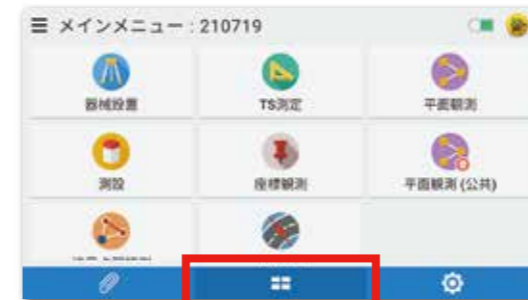 メインメニュー : 210719
器械設置
TS測定
平面観測
測設
座標観測
平面観測 (公共)